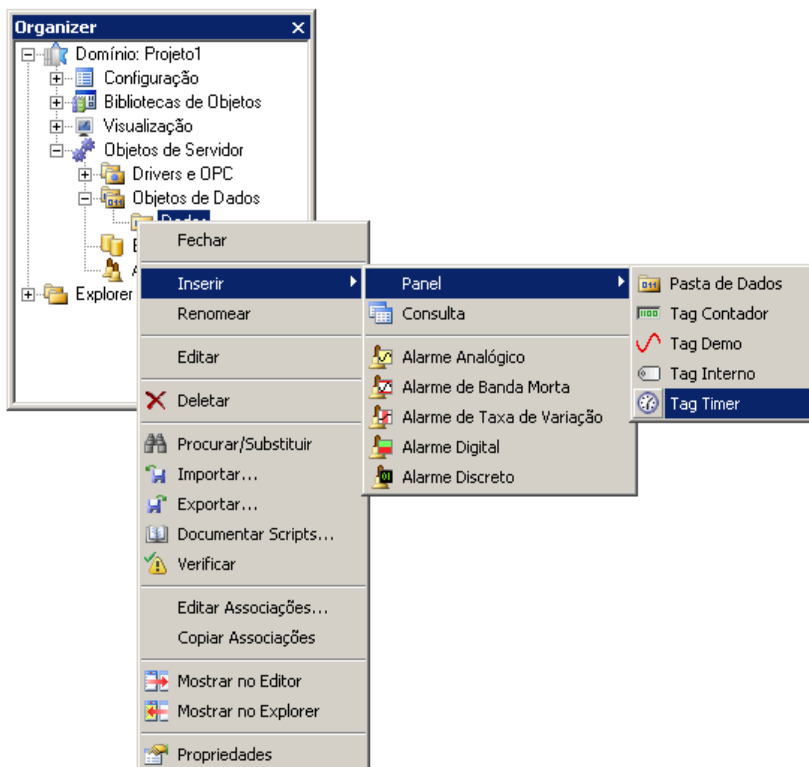 Organizer
Domínio: Projeto1
Configuração
Bibliotecas de Objetos
Visualização
Objetos de Servidor
Drivers e OPC
Objetos de Dados
Dados
Explorer
Fechar
Inserir
Renomear
Editar
Deletar
Procurar/Substituir
Importar...
Exportar...
Documentar Scripts...
Verificar
Editar Associações...
Copiar Associações
Mostrar no Editor
Mostrar no Explorer
Propriedades
Panel
Consulta
Alarme Analógico
Alarme de Banda Morta
Alarme de Taxa de Variação
Alarme Digital
Alarme Discreto
Pasta de Dados
Tag Contador
Tag Demo
Tag Interno
Tag Timer